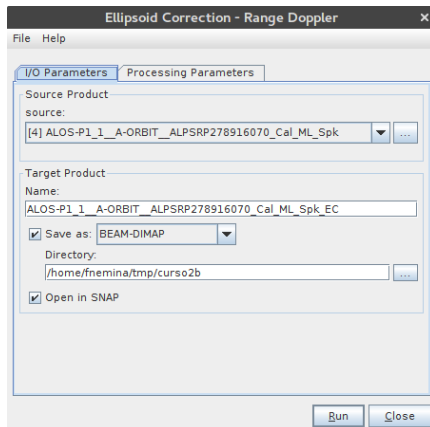 Ellipsoid Correction - Range Doppler ×
File Help
I/O Parameters Processing Parameters
Source Product
source:
[4] ALOS-P1_1__A-ORBIT__ALPSRP278916070_Cal_ML_Spk ...
Target Product
Name:
ALOS-P1_1__A-ORBIT__ALPSRP278916070_Cal_ML_Spk_EC
Save as: BEAM-DIMAP
Directory:
/home/fnemina/tmp/curso2b ...
Open in SNAP
Run Close